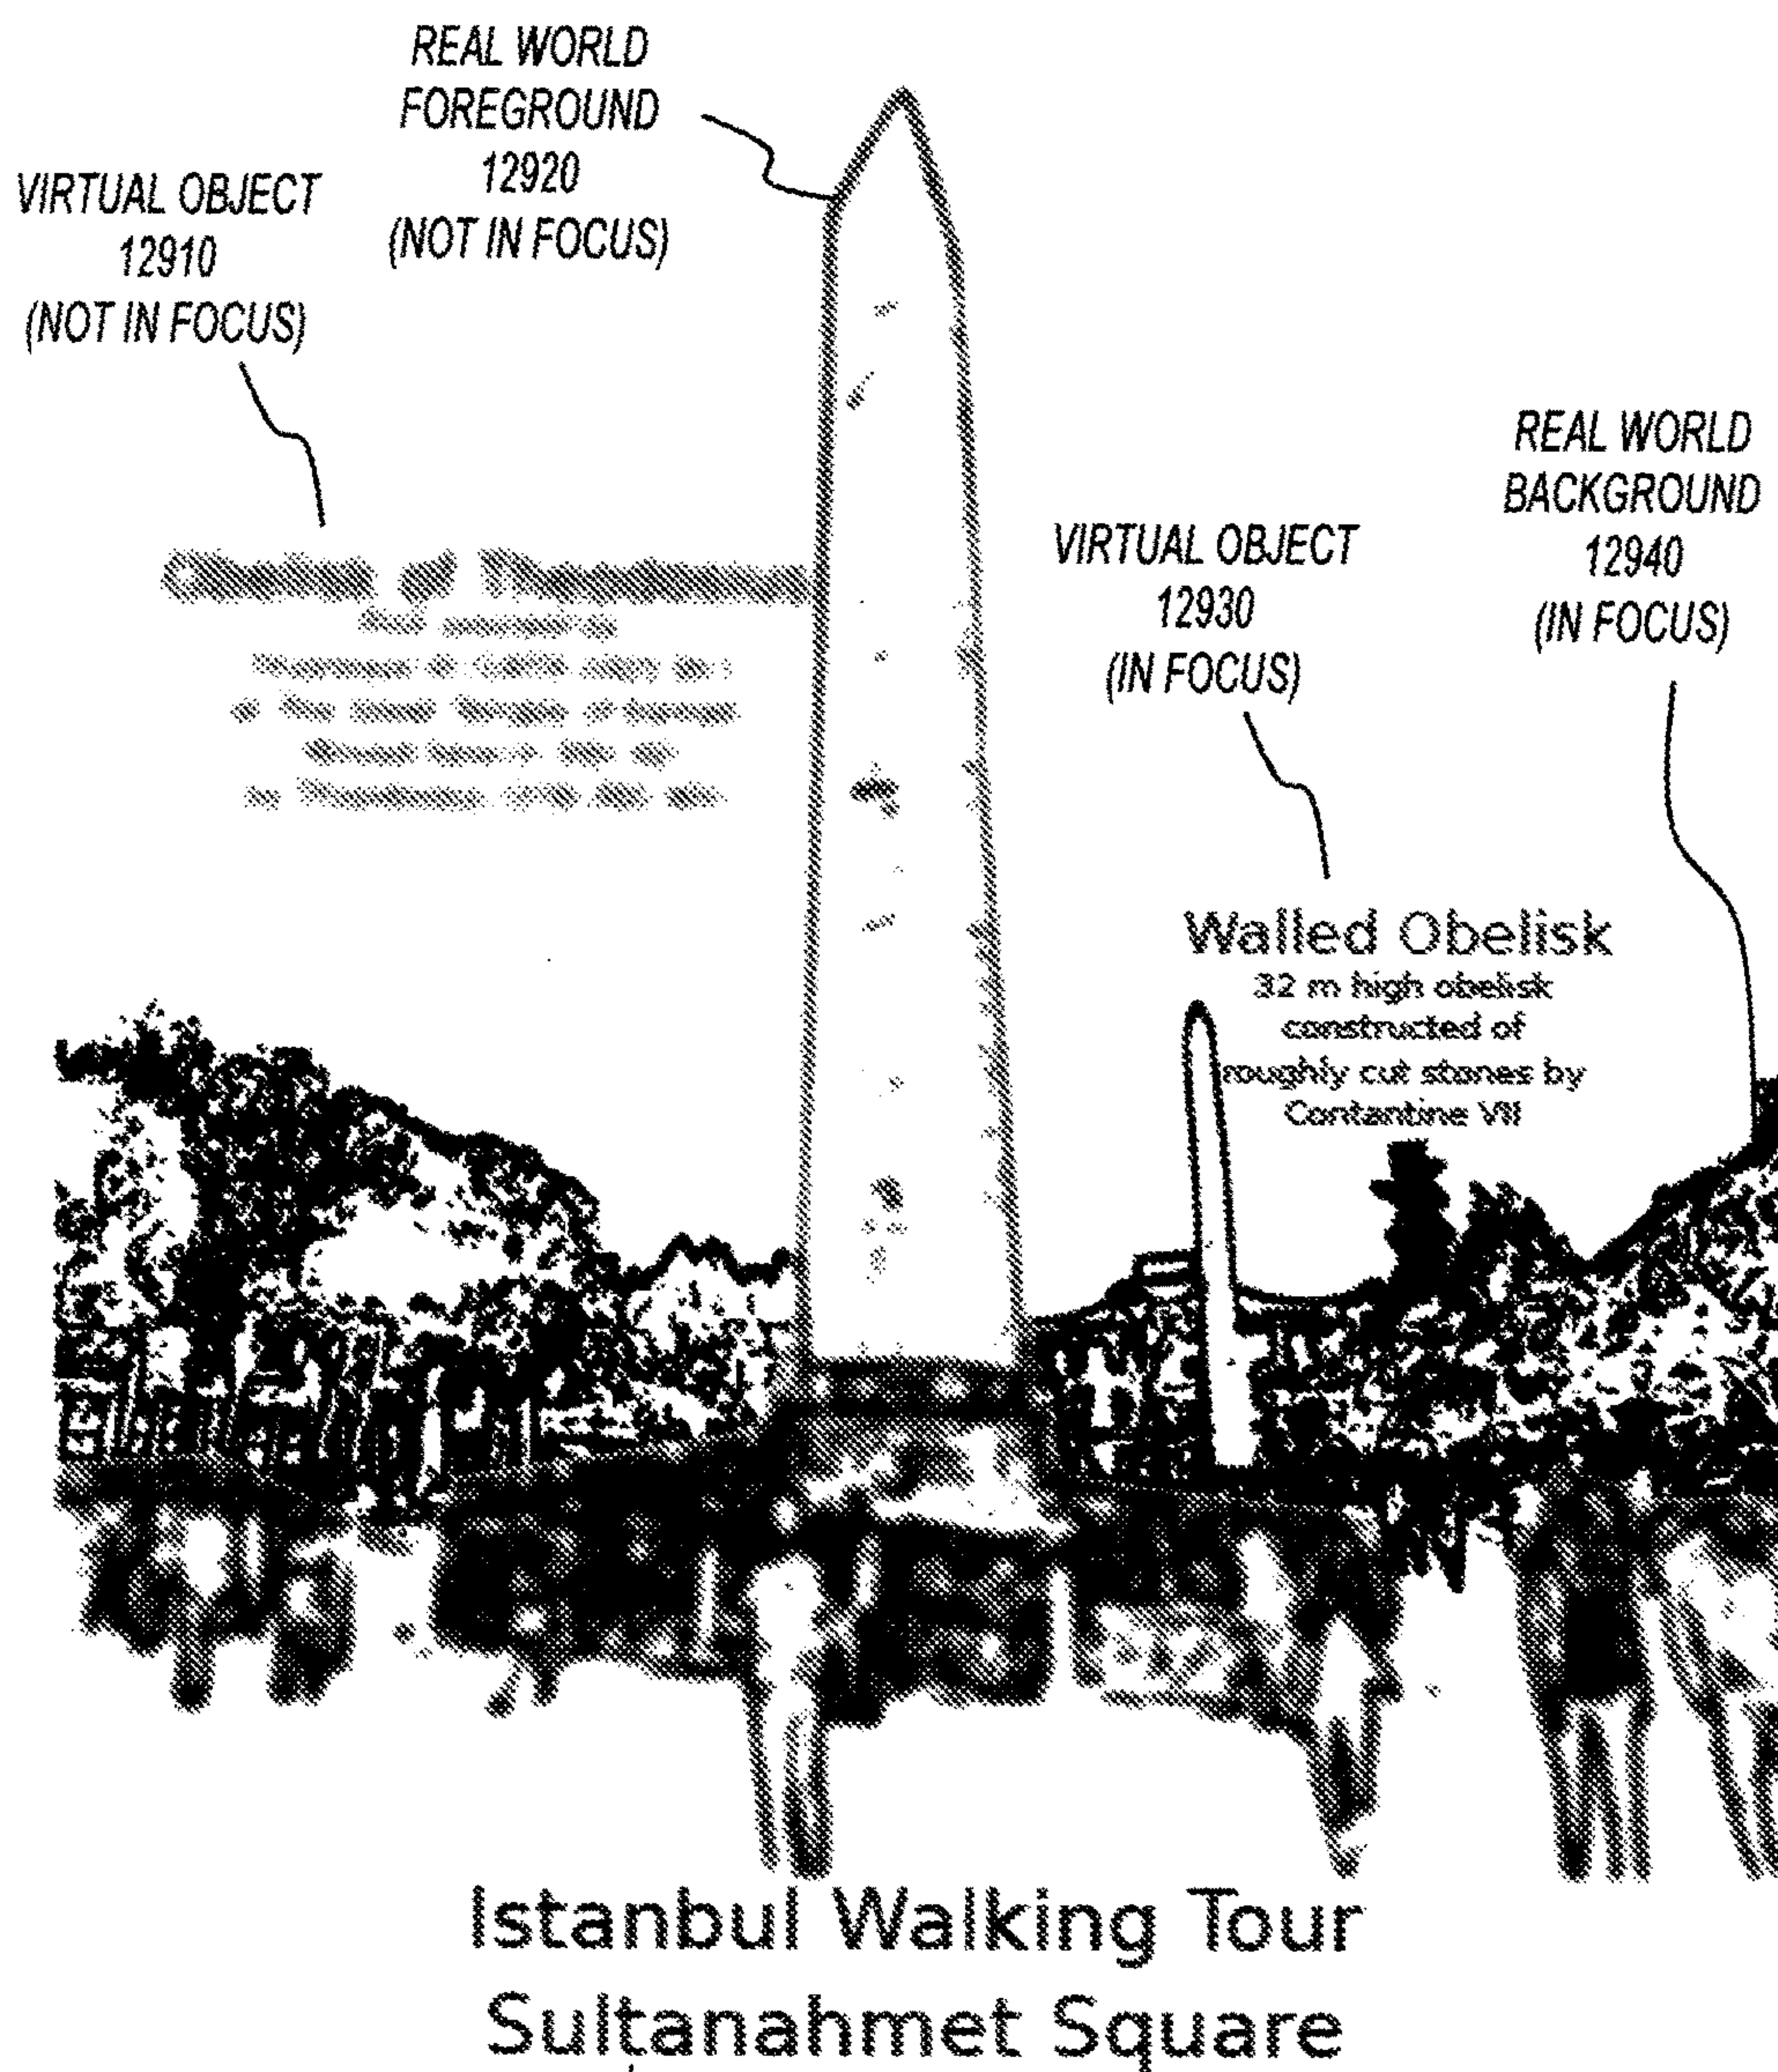 REAL WORLD
FOREGROUND
12920
(NOT IN FOCUS)
VIRTUAL OBJECT
12910
(NOT IN FOCUS)
REAL WORLD
BACKGROUND
12940
(IN FOCUS)
VIRTUAL OBJECT
12930
(IN FOCUS)
Walled Obelisk
32 m high obelisk
constructed of
roughly cut stones by
Contantine VII
Istanbul Walking Tour
Sultanahmet Square